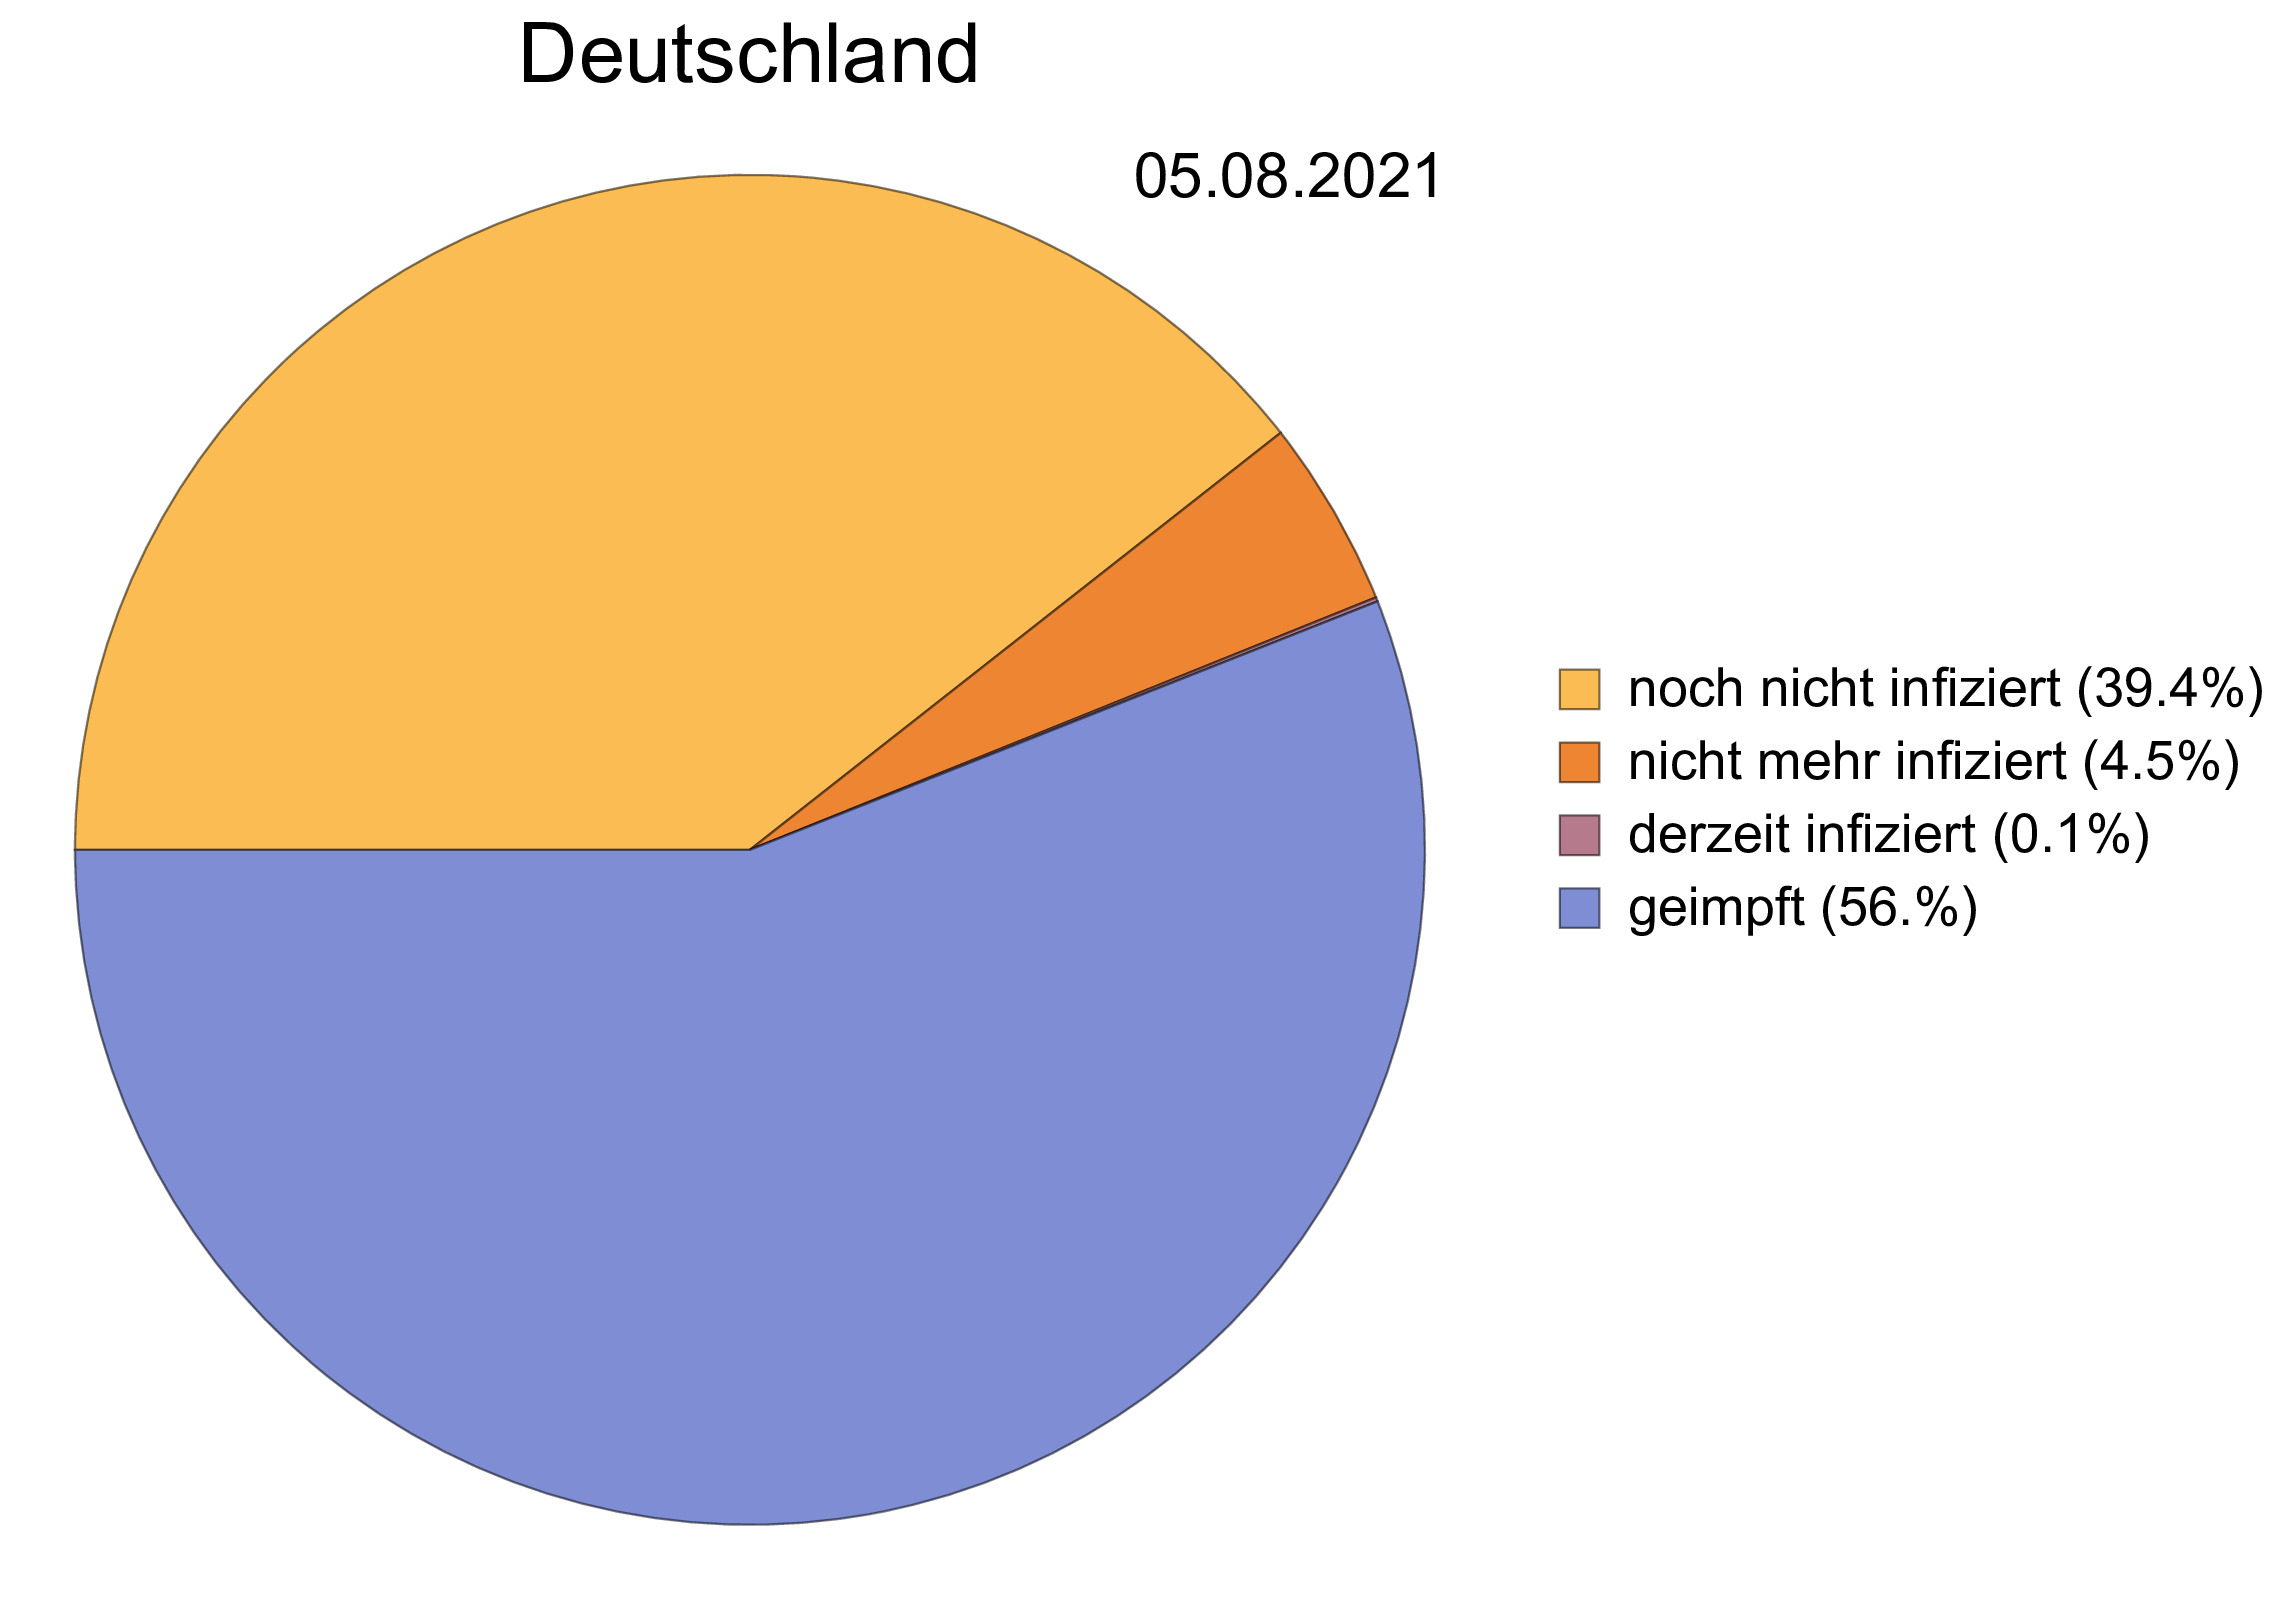 Deutschland
05.08.2021
noch nicht infiziert (39.4%)
nicht mehr infiziert (4.5%)
derzeit infiziert (0.1%)
geimpft (56.%)